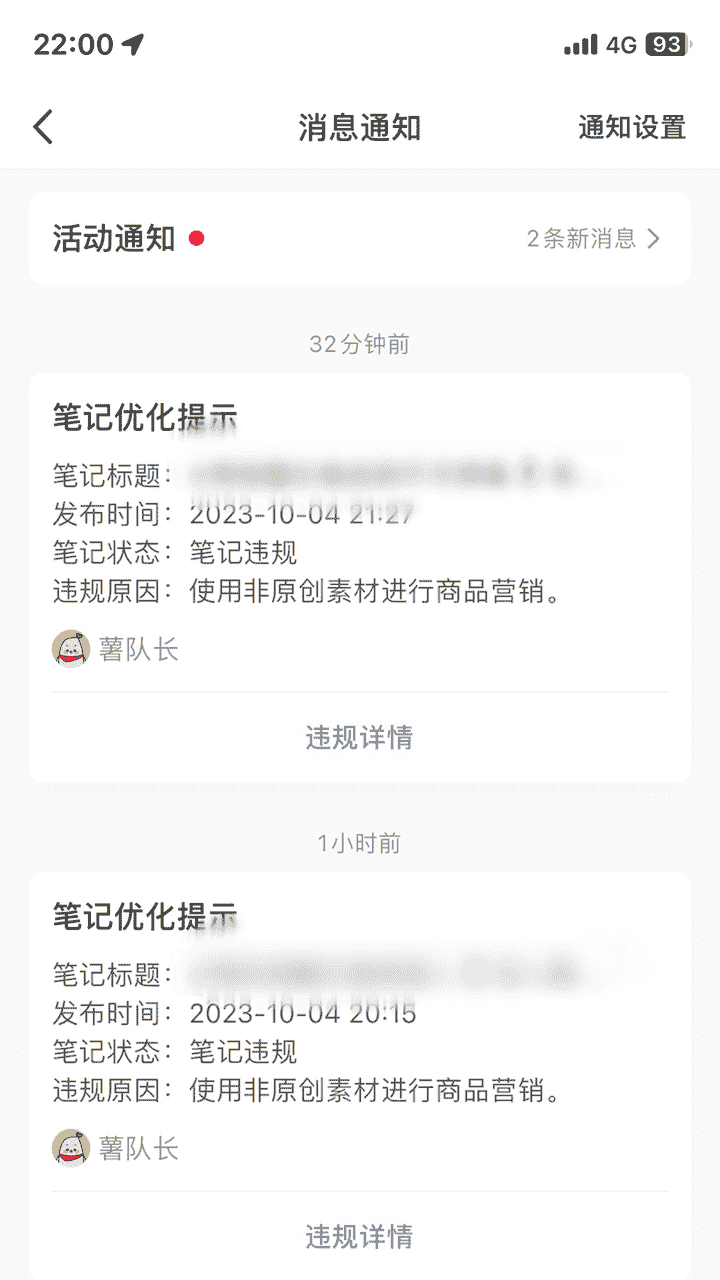 22:00
4G 93
消息通知
通知设置
活动通知
2条新消息
32分钟前
笔记优化提示
笔记标题：
发布时间：2023-10-04 21:27
笔记状态：笔记违规
违规原因：使用非原创素材进行商品营销。
薯队长
违规详情
1小时前
笔记优化提示
笔记标题：
发布时间：2023-10-04 20:15
笔记状态：笔记违规
违规原因：使用非原创素材进行商品营销。
薯队长
违规详情